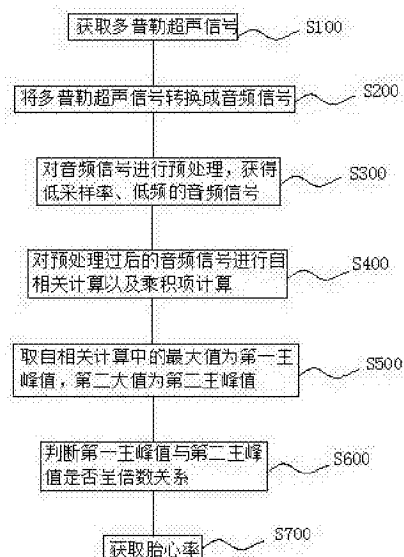 获取多普勒超声信号
S100
将多普勒超声信号转换成音频信号
S200
对音频信号进行预处理，获得
低采样率、低频的音频信号
S300
对预处理过后的音频信号进行自
相关计算以及乘积项计算
S400
取自相关计算中的最大值为第一主
峰值，第二大值为第二主峰值
S500
判断第一主峰值与第二主峰
值是否呈倍数关系
S600
获取胎心率
S700